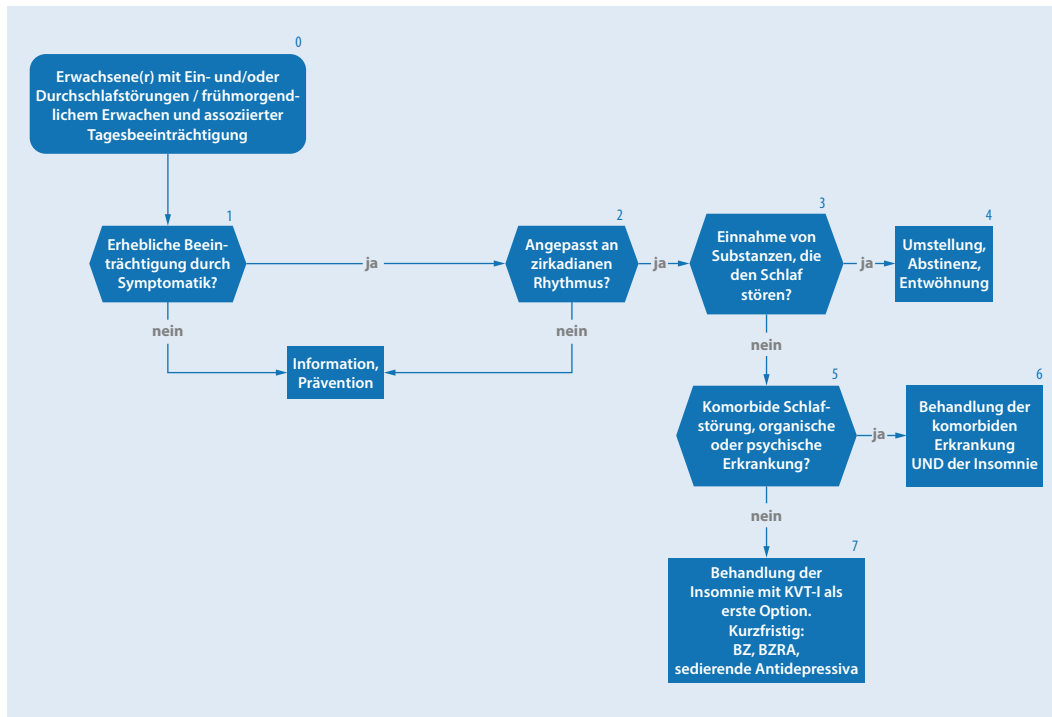 0
Erwachsene(r) mit Ein- und/oder
Durchschlafstörungen / frühmorgend-
lichem Erwachen und assoziierter
Tagesbeeinträchtigung
1
Erhebliche Beein-
trächtigung durch
Symptomatik?
ja
nein
2
Angepasst an
zirkadianen
Rhythmus?
ja
nein
Information,
Prävention
3
Einnahme von
Substanzen, die
den Schlaf
stören?
ja
nein
4
Umstellung,
Abstinenz,
Entwöhnung
5
Komorbide Schlaf-
störung, organische
oder psychische
Erkrankung?
ja
nein
6
Behandlung der
komorbiden
Erkrankung
UND der Insomnie
7
Behandlung der
Insomnie mit KVT-I als
erste Option.
Kurzfristig:
BZ, BZRA,
sedierende Antidepressiva